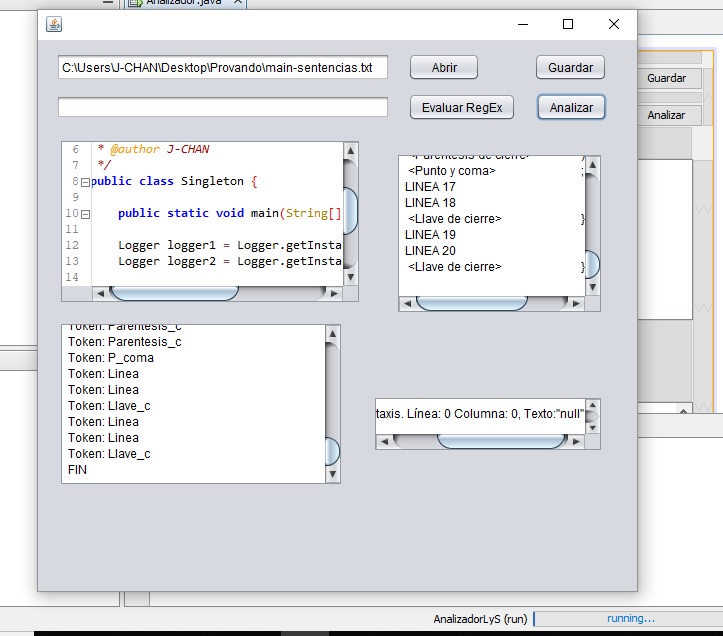 Analizador.java
C:\Users\J-CHAN\Desktop\Provando\main-sentencias.txt
Abrir
Guardar
Evaluar RegEx
Analizar
Guardar
Analizar
6 * @author J-CHAN
7 */
8 public class Singleton {
9
10 public static void main(String[]
11
12 Logger logger1 = Logger.getInsta
13 Logger logger2 = Logger.getInsta
14
<Parentesis de cierre> )
<Punto y coma> ;
LINEA 17
LINEA 18
<Llave de cierre> }
LINEA 19
LINEA 20
<Llave de cierre> }
Token: Parentesis_c
Token: Parentesis_c
Token: P_coma
Token: Linea
Token: Linea
Token: Llave_c
Token: Linea
Token: Linea
Token: Llave_c
FIN
taxis. Línea: 0 Columna: 0, Texto:"null"
AnalizadorLyS (run)
running...